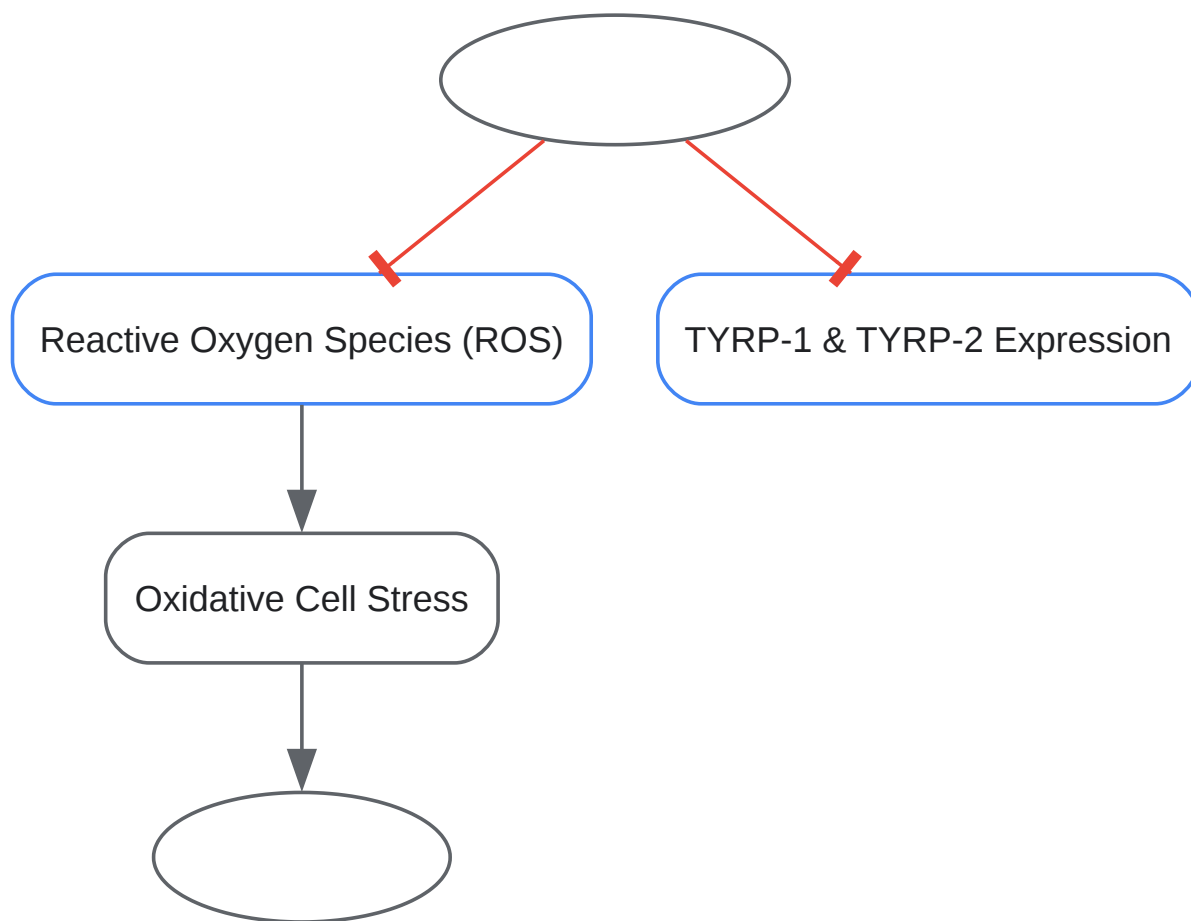 Reactive Oxygen Species (ROS)
TYRP-1 & TYRP-2 Expression
Oxidative Cell Stress